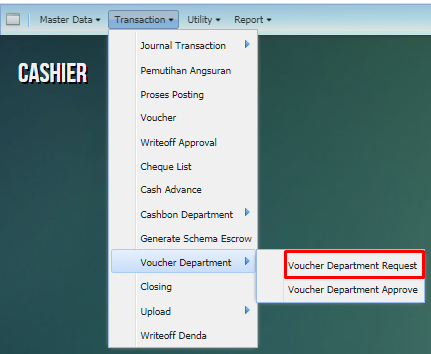 Master Data Transaction Utility Report
CASHIER
Journal Transaction
Pemutihan Angsuran
Proses Posting
Voucher
Writeoff Approval
Cheque List
Cash Advance
Cashbon Department
Generate Schema Escrow
Voucher Department
Closing
Upload
Writeoff Denda
Voucher Department Request
Voucher Department Approve